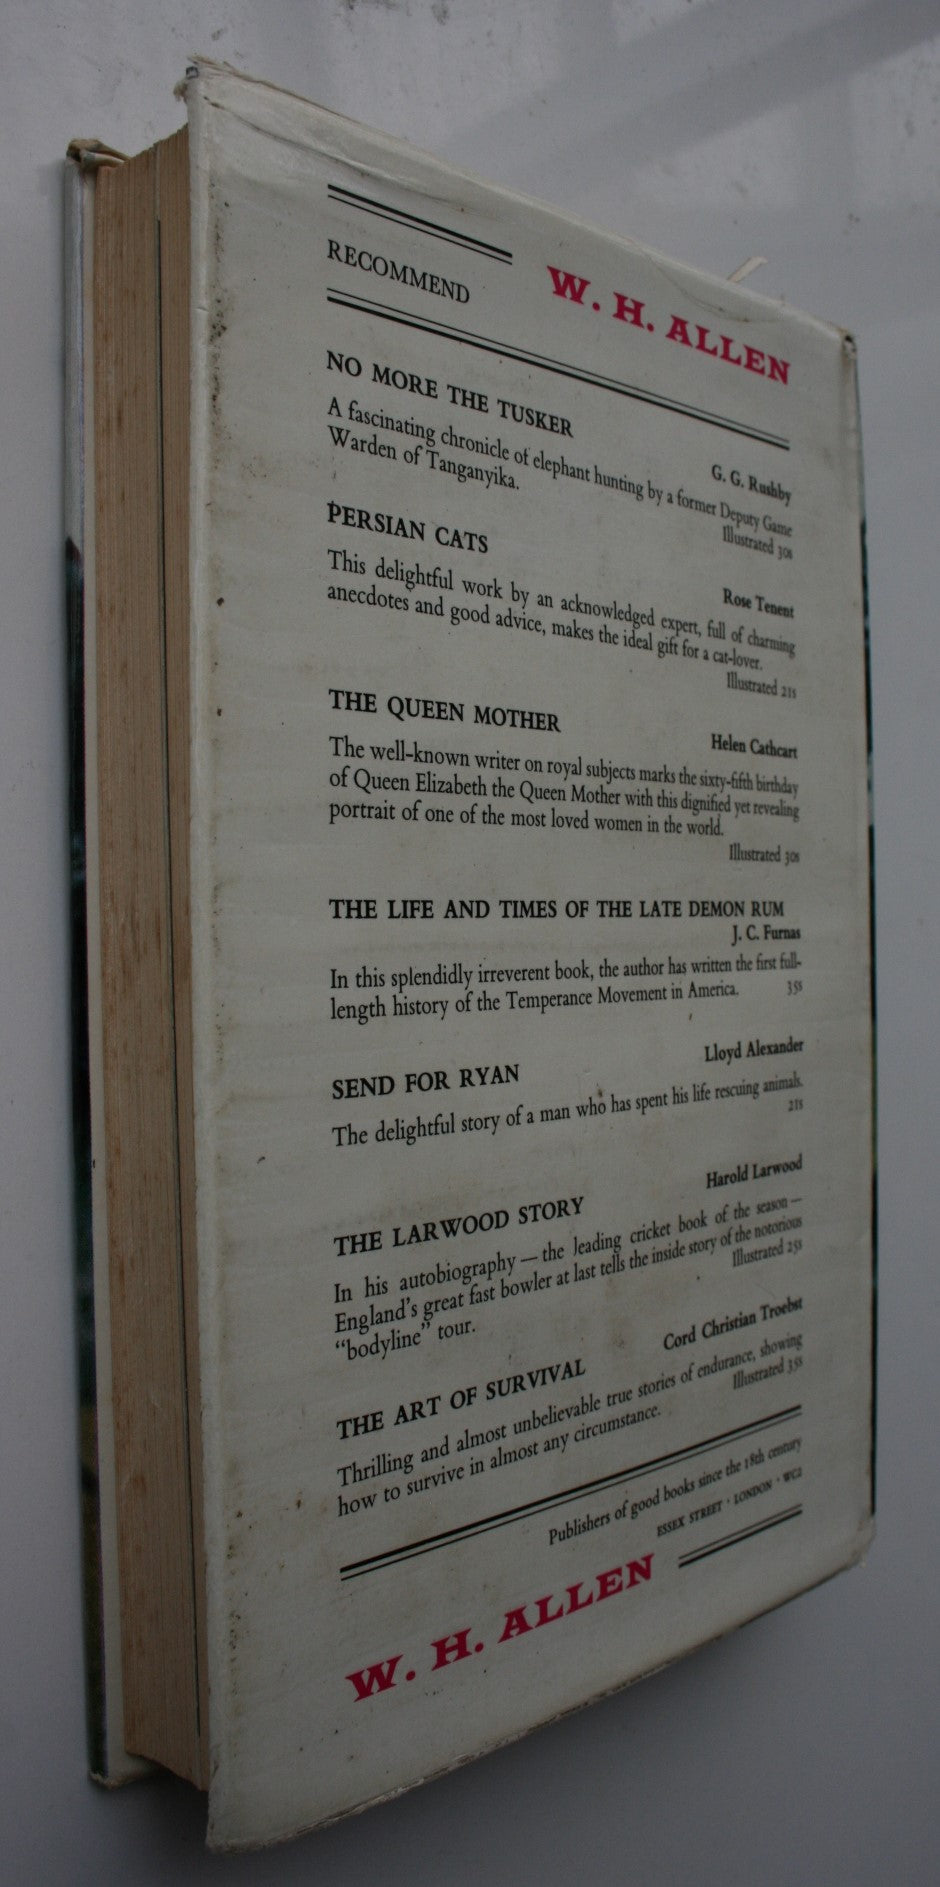 W. H. ALLEN
RECOMMEND
NO MORE THE TUSKER
G. G. Rushby
A fascinating chronicle of elephant hunting by a former Deputy Game
Warden of Tanganyika.
Illustrated 30s
PERSIAN CATS
Rose Tenent
This delightful work by an acknowledged expert, full of charming
anecdotes and good advice, makes the ideal gift for a cat-lover.
Illustrated 21s
THE QUEEN MOTHER
Helen Cathcart
The well-known writer on royal subjects marks the sixty-fifth birthday
of Queen Elizabeth the Queen Mother with this dignified yet revealing
portrait of one of the most loved women in the world.
Illustrated 30s
THE LIFE AND TIMES OF THE LATE DEMON RUM
J. C. Furnas
In this splendidly irreverent book, the author has written the first full-
length history of the Temperance Movement in America. 35s
SEND FOR RYAN
Lloyd Alexander
The delightful story of a man who has spent his life rescuing animals.
21s
THE LARWOOD STORY
Harold Larwood
In his autobiography — the leading cricket book of the season —
England's great fast bowler at last tells the inside story of the notorious
"bodyline" tour.
Illustrated 25s
THE ART OF SURVIVAL
Cord Christian Troebst
Thrilling and almost unbelievable true stories of endurance, showing
how to survive in almost any circumstance.
Illustrated 35s
Publishers of good books since the 18th century
ESSEX STREET · LONDON · WC2
W. H. ALLEN